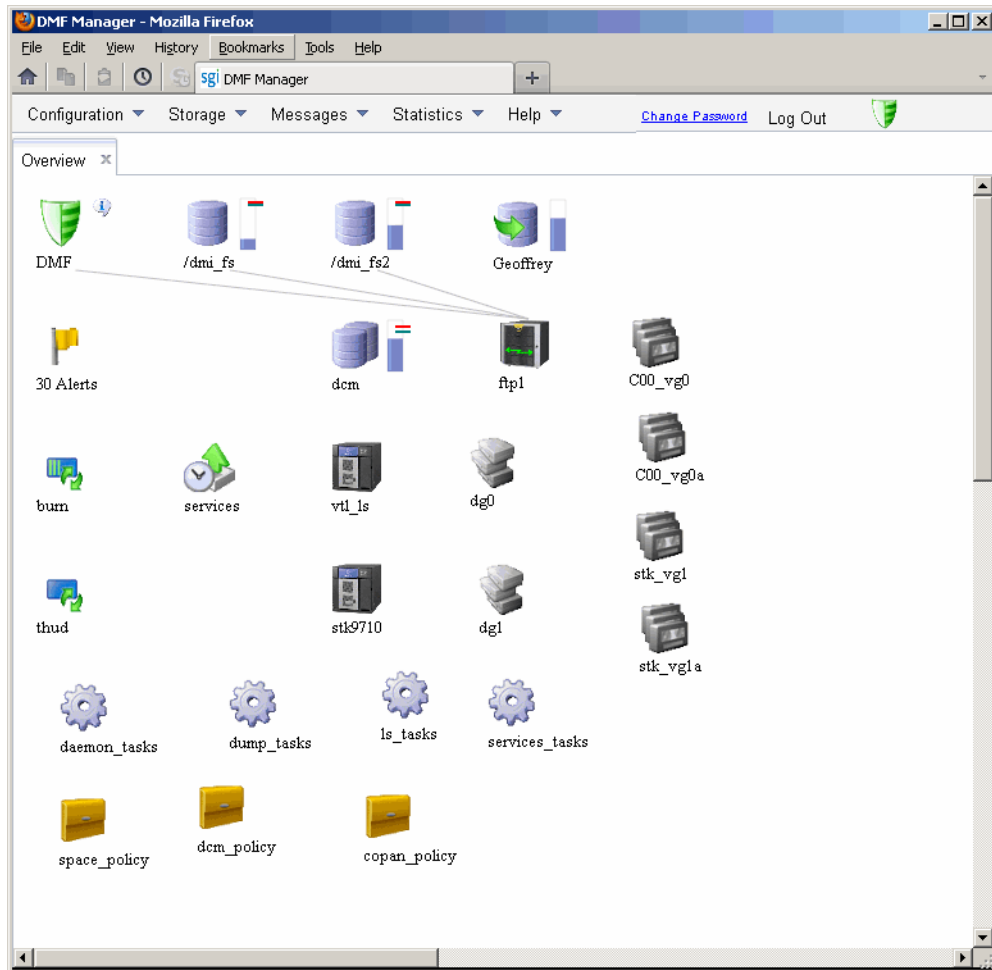 DMF Manager - Mozilla Firefox
File Edit View History Bookmarks Tools Help
sgi DMF Manager
Configuration Storage Messages Statistics Help Change Password Log Out
Overview
DMF /dmi_fs /dmi_fs2 Geoffrey
30 Alerts dcm ftp1 C00_vg0
C00_vg0a
burn services vtl_ls dg0
stk_vg1
thud stk9710 dg1
stk_vg1a
daemon_tasks dump_tasks ls_tasks services_tasks
space_policy dcm_policy copan_policy